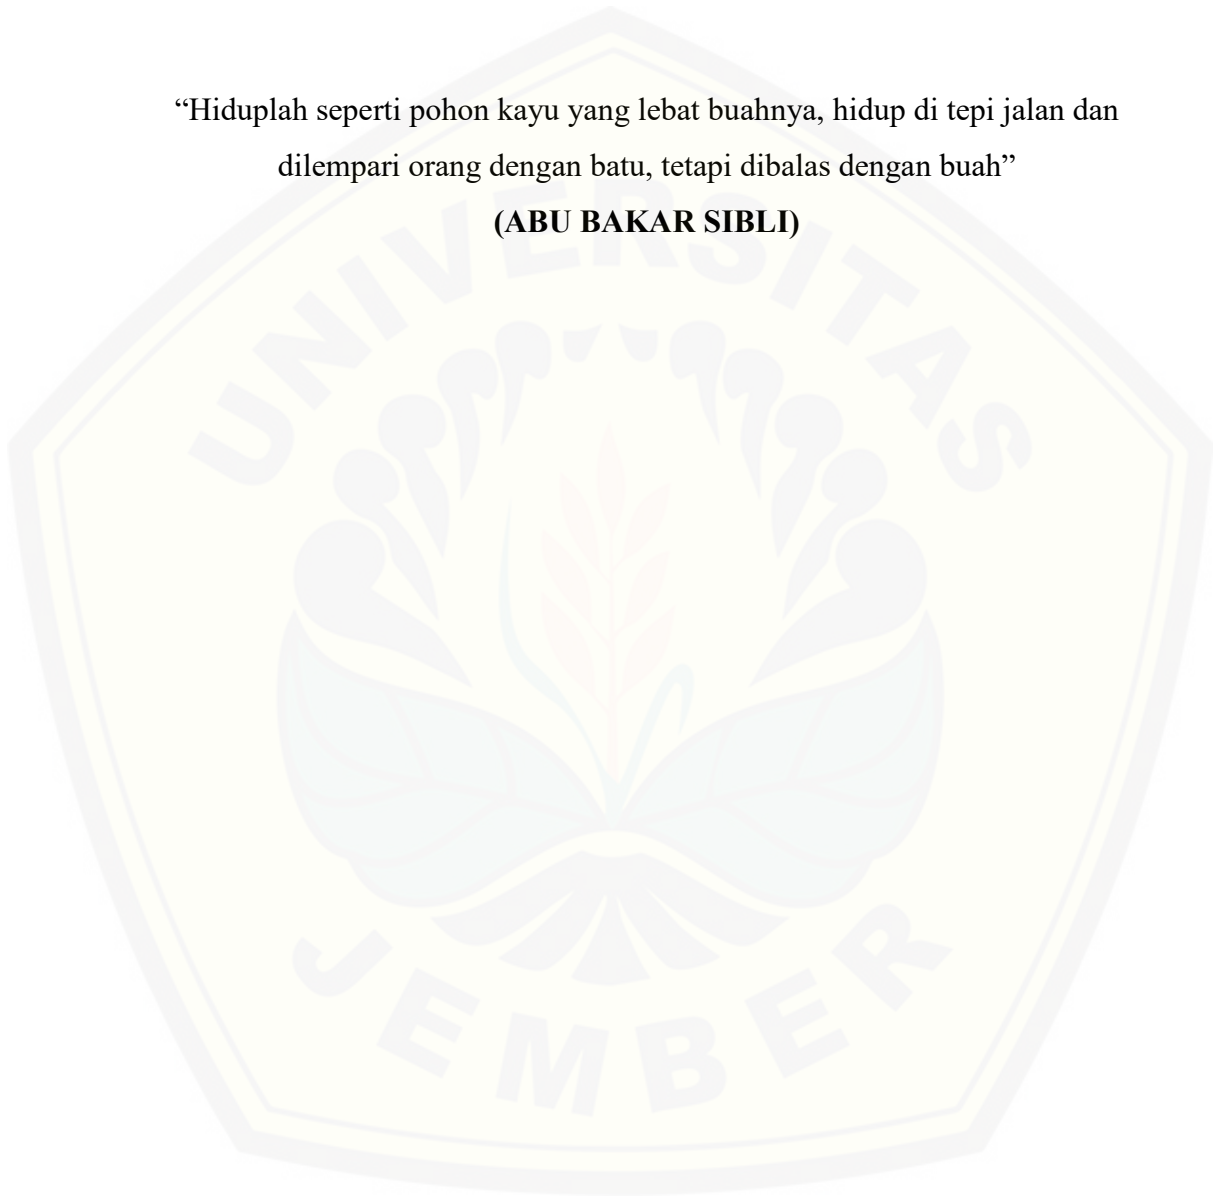 “Hiduplah seperti pohon kayu yang lebat buahnya, hidup di tepi jalan dan
dilempari orang dengan batu, tetapi dibalas dengan buah”
(ABU BAKAR SIBLI)
UNIVERSITAS
JEMBER